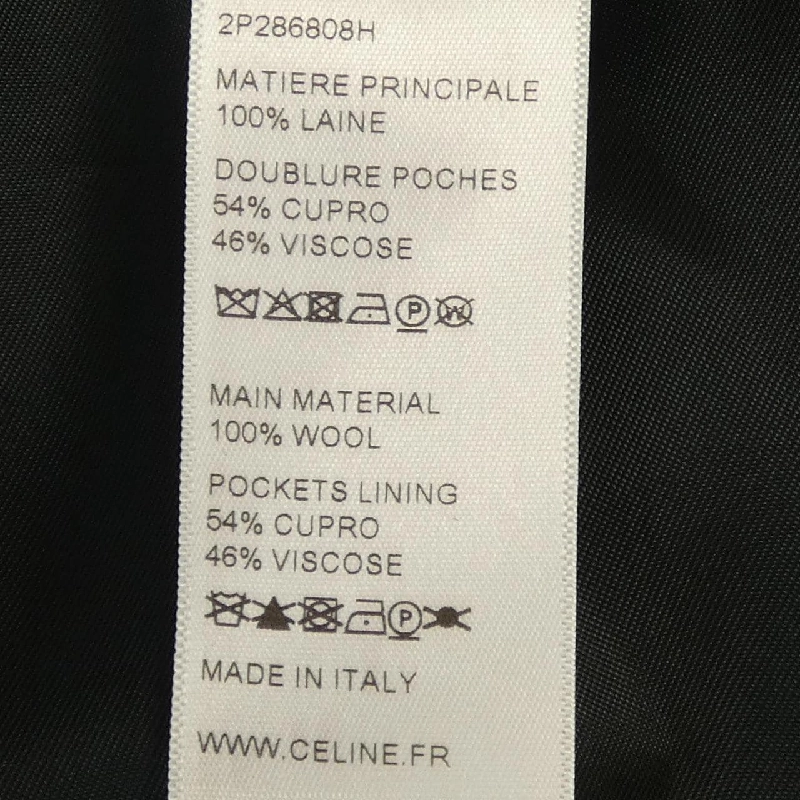 2P286808H
MATIERE PRINCIPALE
100% LAINE
DOUBLURE POCHES
54% CUPRO
46% VISCOSE
P W
MAIN MATERIAL
100% WOOL
POCKETS LINING
54% CUPRO
46% VISCOSE
P
MADE IN ITALY
WWW.CELINE.FR